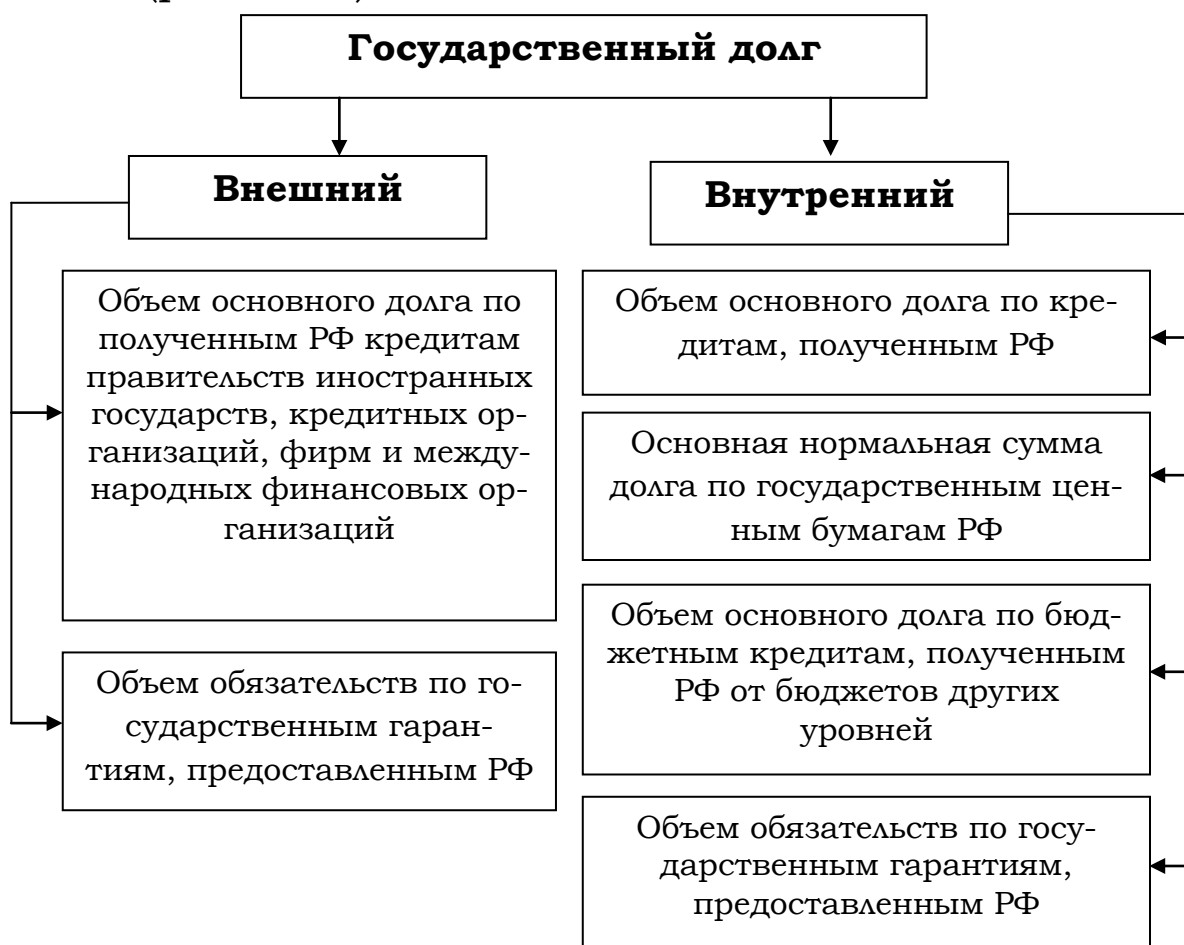 Государственный долг
Внешний
Внутренний
Объем основного долга по
полученным РФ кредитам
правительств иностранных
государств, кредитных ор-
ганизаций, фирм и между-
народных финансовых ор-
ганизаций
Объем обязательств по го-
сударственным гаран-
тиям, предоставленным РФ
Объем основного долга по кре-
дитам, полученным РФ
Основная нормальная сумма
долга по государственным цен-
ным бумагам РФ
Объем основного долга по бюд-
жетным кредитам, полученным
РФ от бюджетов других
уровней
Объем обязательств по госу-
дарственным гарантиям,
предоставленным РФ